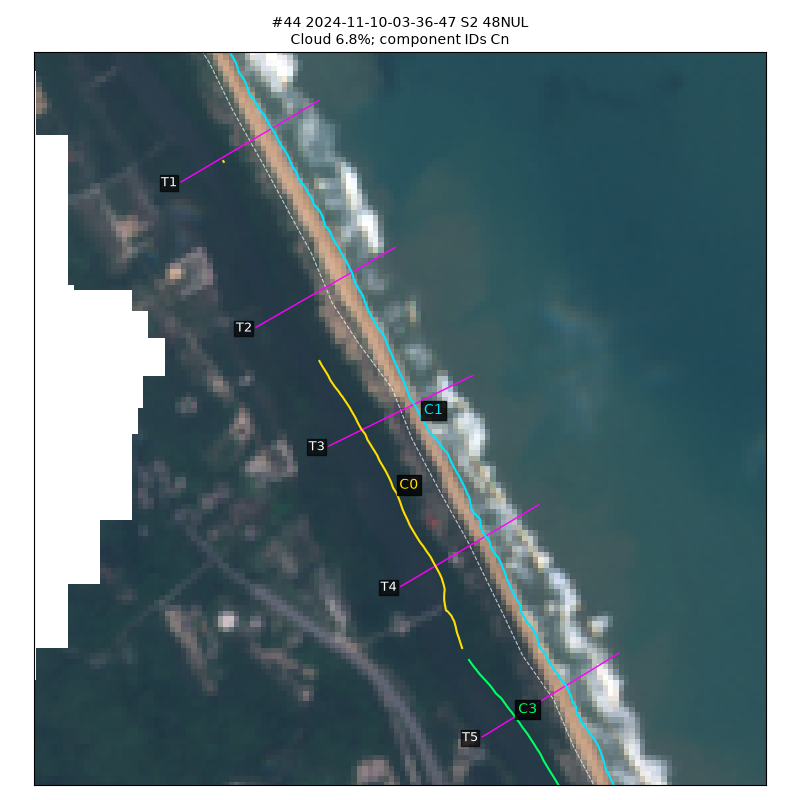 #44 2024-11-10-03-36-47 S2 48NUL
Cloud 6.8%; component IDs Cn
T1
T2
C1
T3
C0
T4
C3
T5